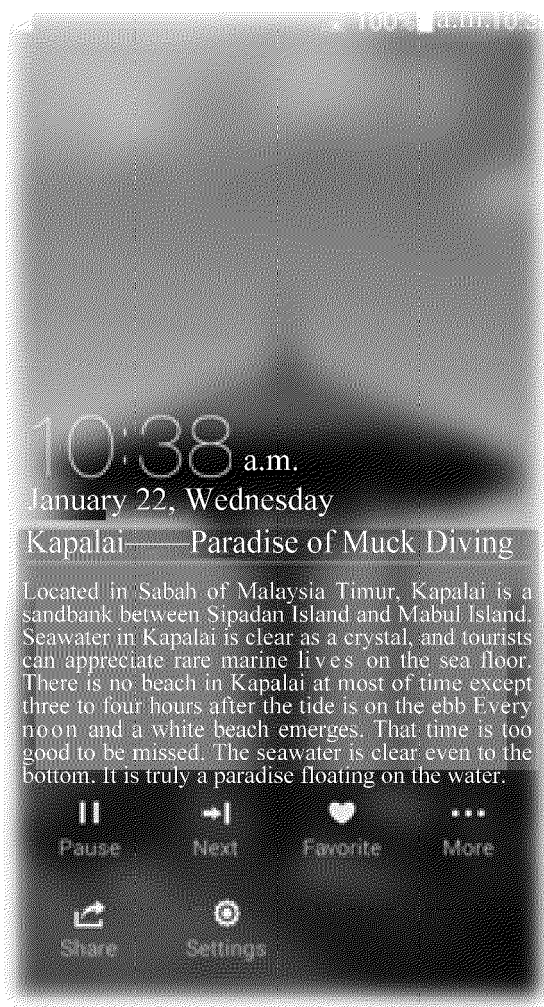 100% a.m.10:3
10:38 a.m.
January 22, Wednesday
Kapalai——Paradise of Muck Diving
Located in Sabah of Malaysia Timur, Kapalai is a
sandbank between Sipadan Island and Mabul Island.
Seawater in Kapalai is clear as a crystal, and tourists
can appreciate rare marine lives on the sea floor.
There is no beach in Kapalai at most of time except
three to four hours after the tide is on the ebb Every
noon and a white beach emerges. That time is too
good to be missed. The seawater is clear even to the
bottom. It is truly a paradise floating on the water.
Pause Next Favorite More
Share Settings